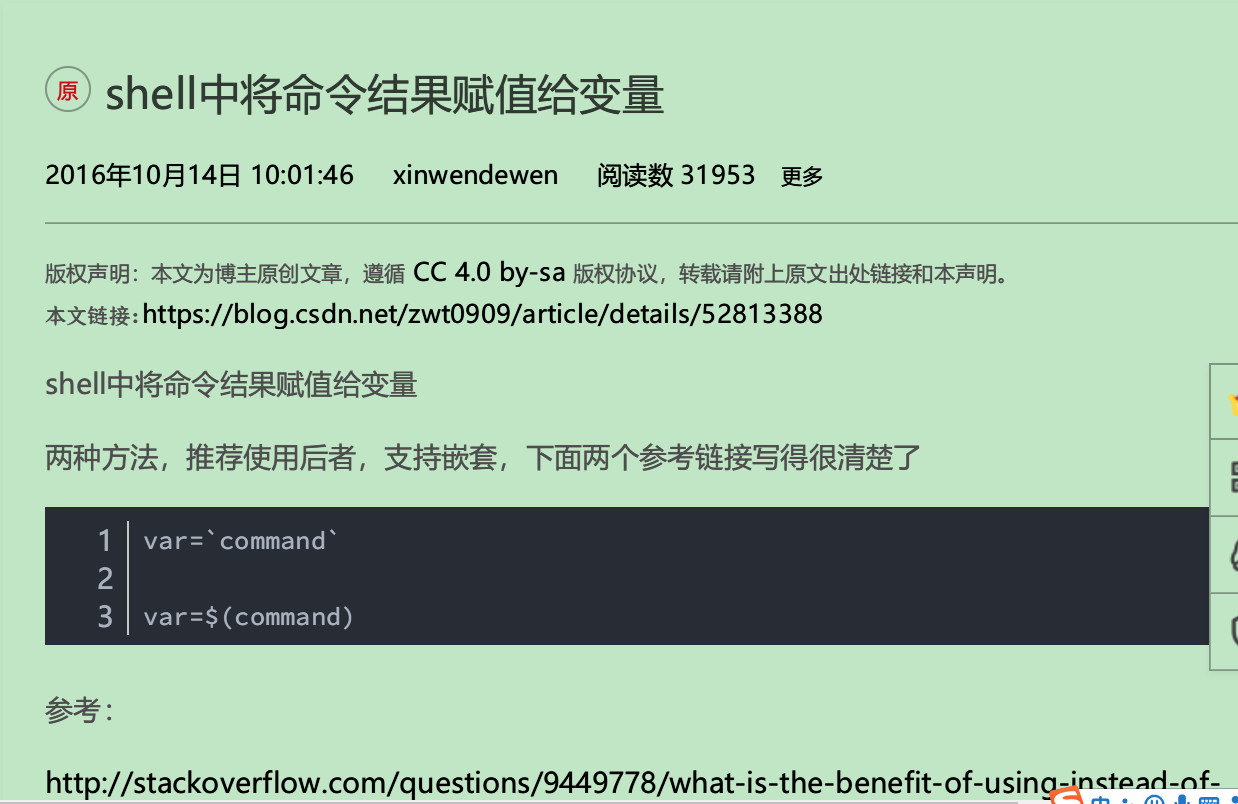 原 shell中将命令结果赋值给变量
2016年10月14日 10:01:46 xinwendewen 阅读数 31953 更多
版权声明：本文为博主原创文章，遵循 CC 4.0 by-sa 版权协议，转载请附上原文出处链接和本声明。
本文链接：https://blog.csdn.net/zwt0909/article/details/52813388
shell中将命令结果赋值给变量
两种方法，推荐使用后者，支持嵌套，下面两个参考链接写得很清楚了
1 var=`command`
2
3 var=$(command)
参考：
http://stackoverflow.com/questions/9449778/what-is-the-benefit-of-using-instead-of-